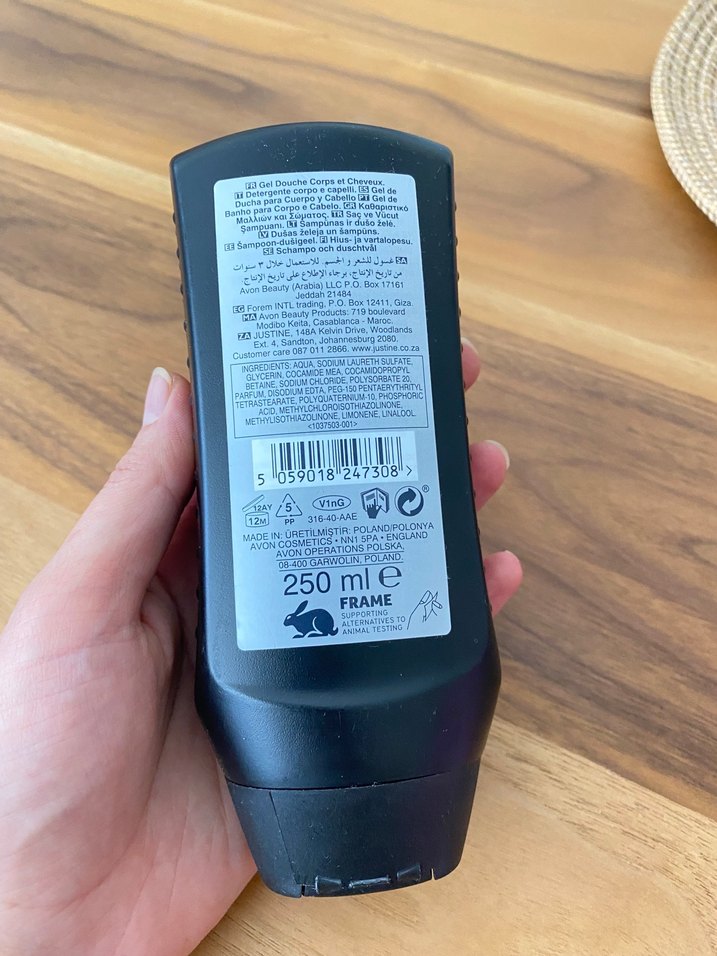 FR Gel Douche Corps et Cheveux.
IT Detergente corpo e capelli. ES Gel de
Ducha para Cuerpo y Cabello PT Gel de
Banho para Corpo e Cabelo. GR Καθαριστικό
Μαλλιών και Σώματος. TR Saç ve Vücut
Şampuanı. LT Šampūnas ir dušo želė.
LV Dušas želeja un šampūns.
EE Šampoon-dušigeel. FI Hius- ja vartalopesu.
SE Schampo och duschtvål
SA غسول للشعر و الجسم. للاستعمال خلال ٣ سنوات
من تاريخ الإنتاج، برجاء الإطلاع على تاريخ الإنتاج.
Avon Beauty (Arabia) LLC P.O. Box 17161
Jeddah 21484
EG Forem INTL trading, P.O. Box 12411, Giza.
MA Avon Beauty Products: 719 boulevard
Modibo Keita, Casablanca - Maroc.
ZA JUSTINE, 148A Kelvin Drive, Woodlands
Ext. 4, Sandton, Johannesburg 2080.
Customer care 087 011 2866. www.justine.co.za
INGREDIENTS: AQUA, SODIUM LAURETH SULFATE,
GLYCERIN, COCAMIDE MEA, COCAMIDOPROPYL
BETAINE, SODIUM CHLORIDE, POLYSORBATE 20,
PARFUM, DISODIUM EDTA, PEG-150 PENTAERYTHRITYL
TETRASTEARATE, POLYQUATERNIUM-10, PHOSPHORIC
ACID, METHYLCHLOROISOTHIAZOLINONE,
METHYLISOTHIAZOLINONE, LIMONENE, LINALOOL.
<1037503-001>
5 059018 247308 >
12AY
12M
5
PP
V1nG
316-40-AAE
®
MADE IN: ÜRETİLMİŞTİR: POLAND/POLONYA
AVON COSMETICS • NN1 5PA • ENGLAND
AVON OPERATIONS POLSKA,
08-400 GARWOLIN, POLAND.
250 ml e
FRAME
SUPPORTING
ALTERNATIVES TO
ANIMAL TESTING